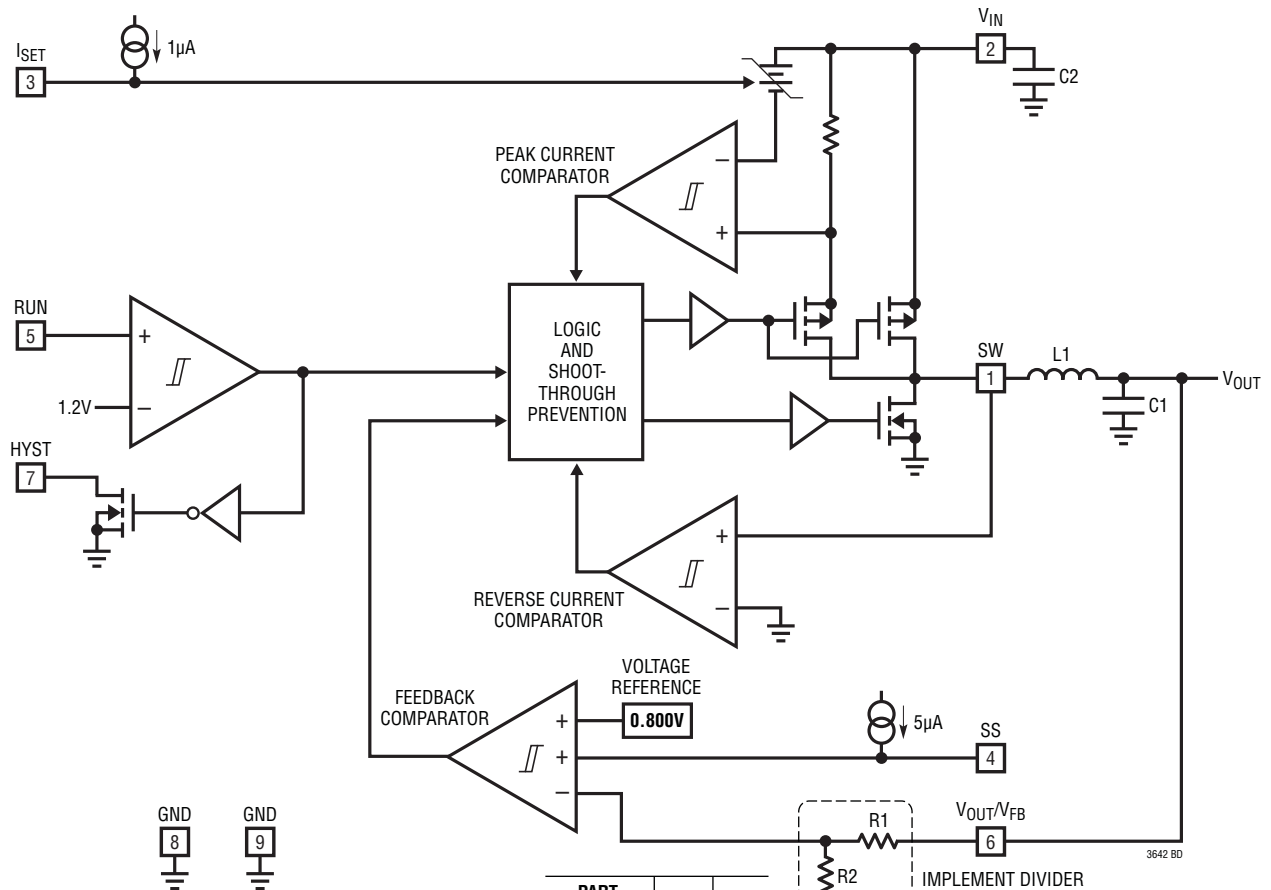 1µA
VIN
ISET
3
2
C2
PEAK CURRENT
COMPARATOR
−
+
RUN
5
+
1.2V
−
LOGIC
AND
SHOOT-
THROUGH
PREVENTION
SW
1
L1
VOUT
C1
HYST
7
+
−
REVERSE CURRENT
COMPARATOR
VOLTAGE
REFERENCE
0.800V
FEEDBACK
COMPARATOR
+
+
−
5µA
SS
4
GND
8
GND
9
R1
VOUT/VFB
6
3642 BD
PART
R2
IMPLEMENT DIVIDER